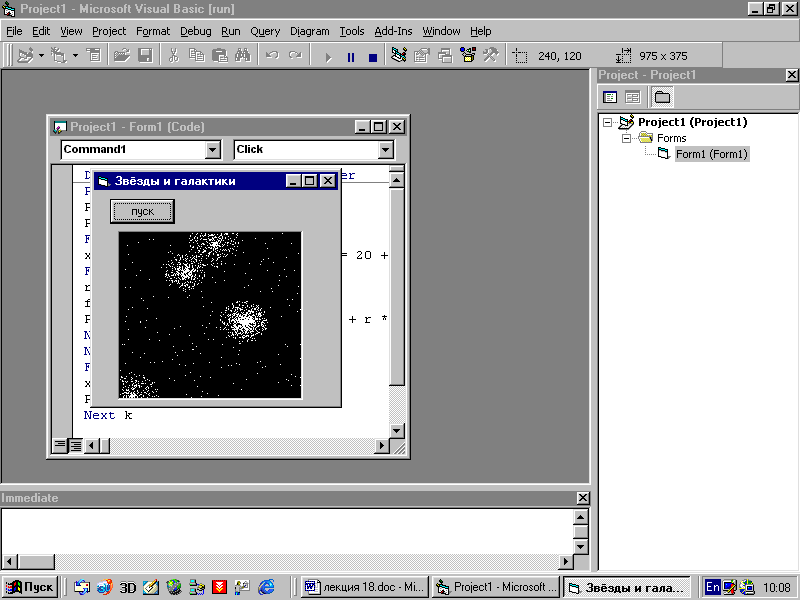 Project1 - Microsoft Visual Basic [run]
File Edit View Project Format Debug Run Query Diagram Tools Add-Ins Window Help
240, 120 975 x 375
Project - Project1
Project1 (Project1)
Forms
Form1 (Form1)
Project1 - Form1 (Code)
Command1 Click
Звёзды и галактики
пуск
= 20 +
+ r *
Next k
Immediate
Пуск 3D лекция 18.doc - Mi... Project1 - Microsoft ... Звёзды и гала... En 10:08